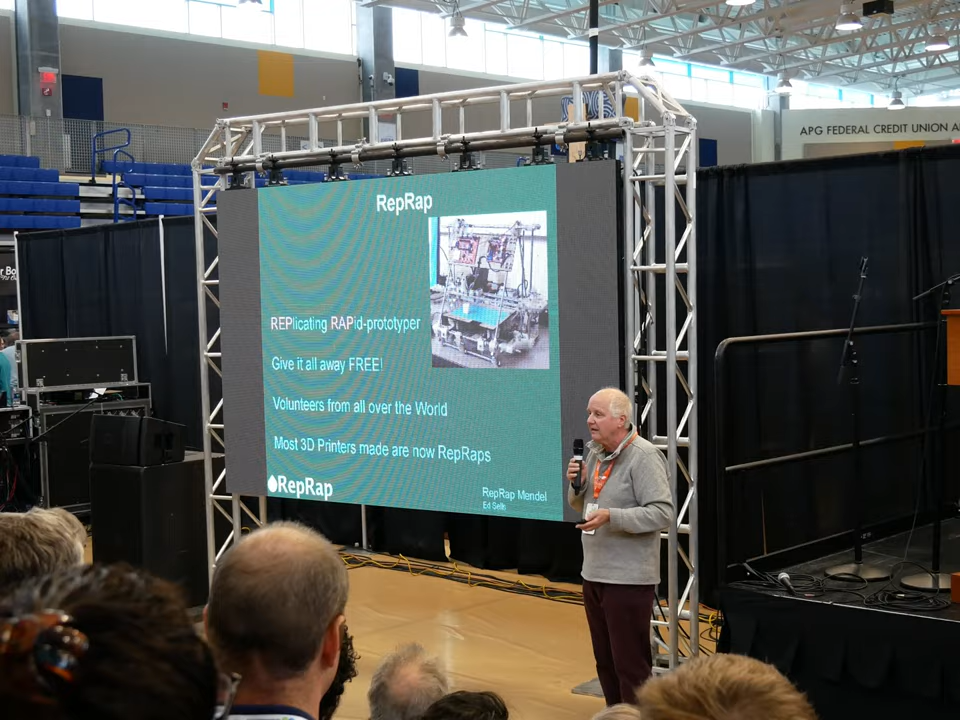 APG FEDERAL CREDIT UNION A
RepRap
REPlicating RAPid-prototyper
Give it all away FREE!
Volunteers from all over the World
Most 3D Printers made are now RepRaps
RepRap
RepRap Mendel
Ed Sells